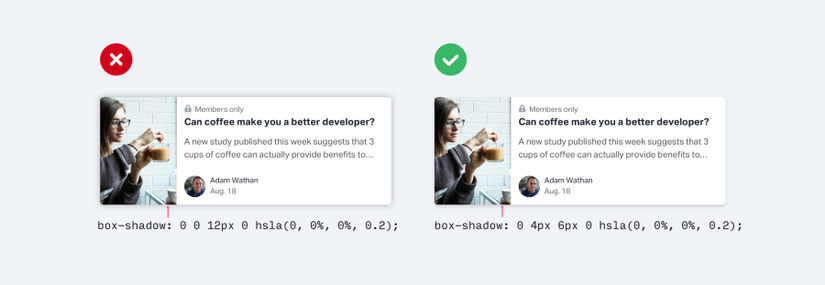 Members only
Can coffee make you a better developer?
A new study published this week suggests that 3
cups of coffee can actually provide benefits to…
Adam Wathan
Aug. 18
box-shadow: 0 0 12px 0 hsla(0, 0%, 0%, 0.2);
Members only
Can coffee make you a better developer?
A new study published this week suggests that 3
cups of coffee can actually provide benefits to…
Adam Wathan
Aug. 18
box-shadow: 0 4px 6px 0 hsla(0, 0%, 0%, 0.2);